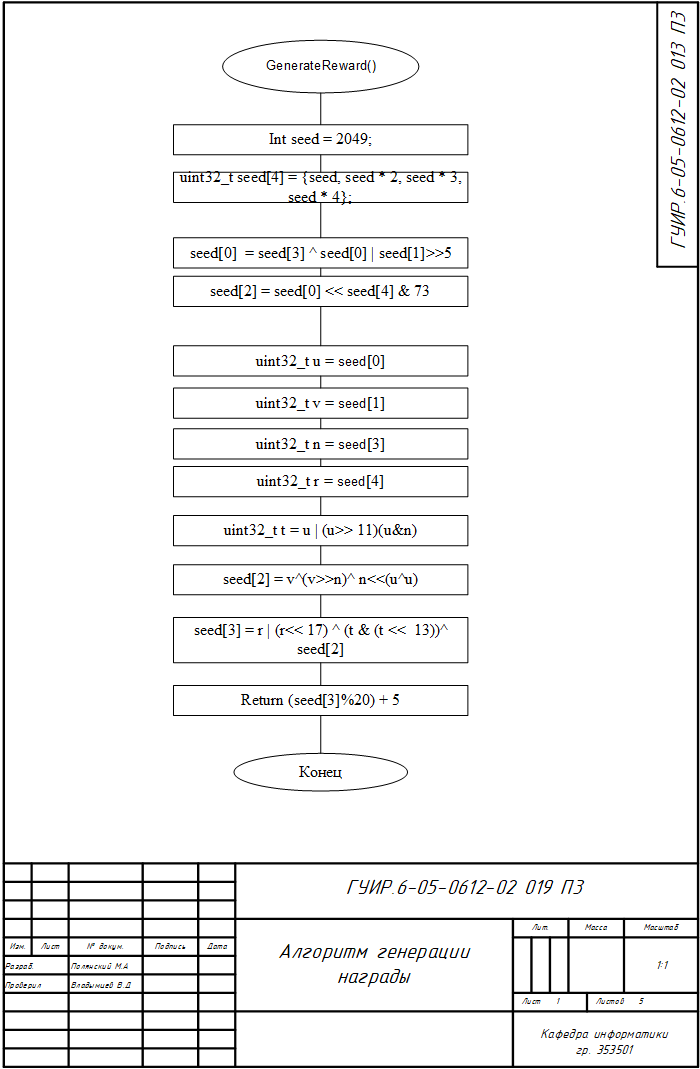 GenerateReward()
ГУИР.6-05-0612-02 013 ПЗ
Int seed = 2049;
uint32_t seed[4] = {seed, seed * 2, seed * 3,
seed * 4};
seed[0]  = seed[3] ^ seed[0] | seed[1]>>5
seed[2] = seed[0] << seed[4] & 73
uint32_t u = seed[0]
uint32_t v = seed[1]
uint32_t n = seed[3]
uint32_t r = seed[4]
uint32_t t = u | (u>> 11)(u&n)
seed[2] = v^(v>>n)^ n<<(u^u)
seed[3] = r | (r<< 17) ^ (t & (t <<  13))^
seed[2]
Return (seed[3]%20) + 5
Конец
ГУИР.6-05-0612-02 019 ПЗ
Изм. Лист № докум. Подпись Дата
Разраб. Полянский М.А
Проверил Владымцев В.Д
Алгоритм генерации
награды
Лит. Масса Масштаб
1:1
Лист 1 Листов 5
Кафедра информатики
гр. 353501